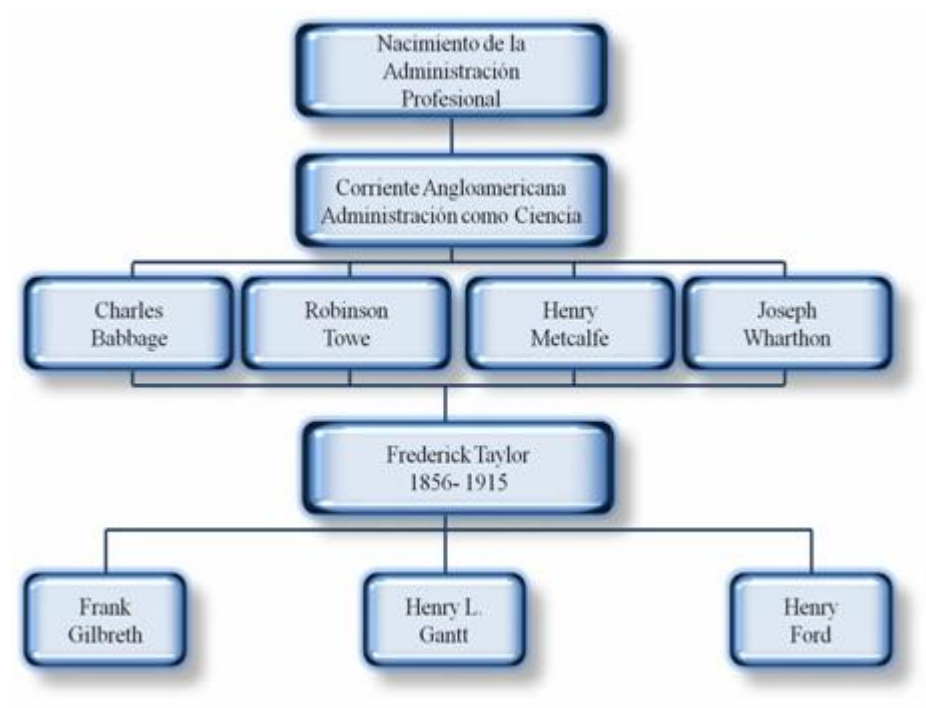 Nacimiento de la
Administración
Profesional
Corriente Angloamericana
Administración como Ciencia
Charles
Babbage
Robinson
Towe
Henry
Metcalfe
Joseph
Wharthon
Frederick Taylor
1856- 1915
Frank
Gilbreth
Henry L.
Gantt
Henry
Ford